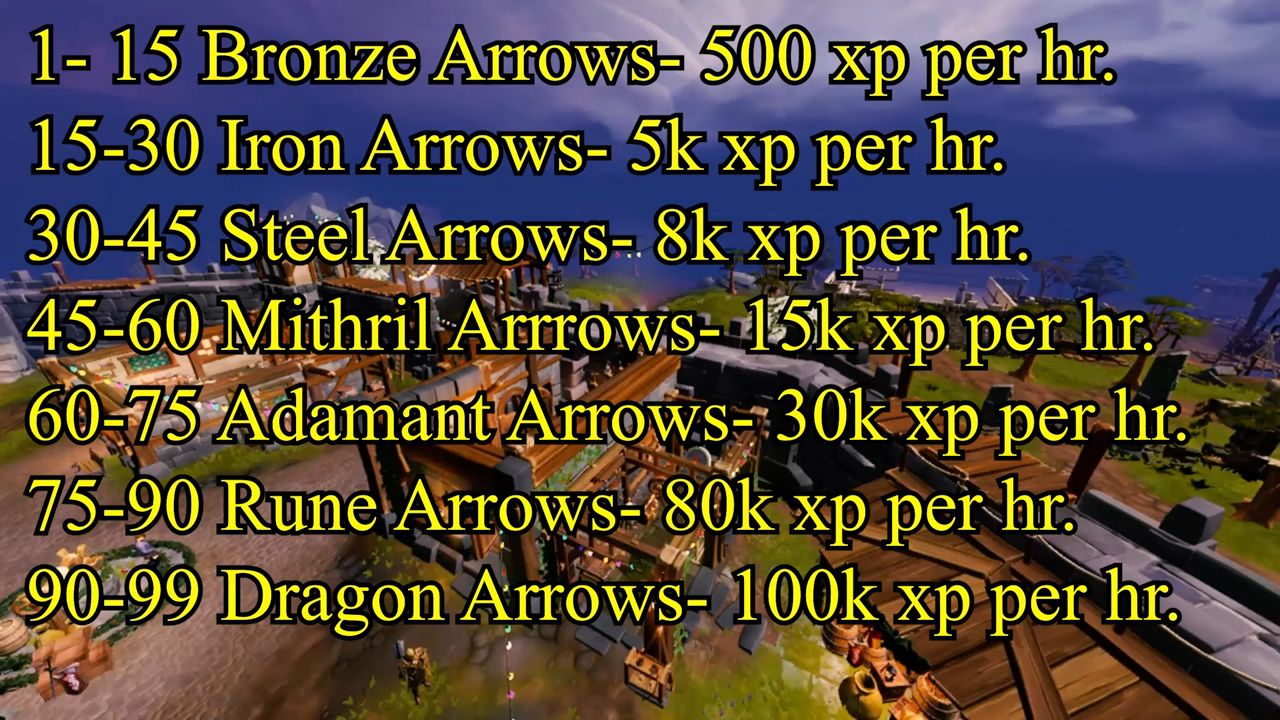 1- 15 Bronze Arrows- 500 xp per hr.
15-30 Iron Arrows- 5k xp per hr.
30-45 Steel Arrows- 8k xp per hr.
45-60 Mithril Arrrows- 15k xp per hr.
60-75 Adamant Arrows- 30k xp per hr.
75-90 Rune Arrows- 80k xp per hr.
90-99 Dragon Arrows- 100k xp per hr.